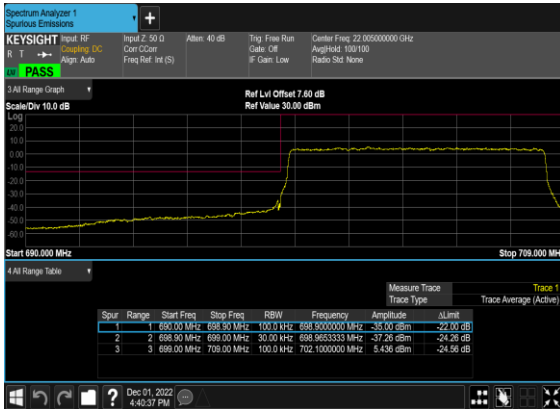 Spectrum Analyzer 1
Spurious Emissions
KEYSIGHT
R T
LW
PASS
Input: RF
Coupling: DC
Align: Auto
Input Z: 50 Ω
Corr CCorr
Freq Ref: Int (S)
Atten: 40 dB
Trig: Free Run
Gate: Off
IF Gain: Low
Center Freq: 22.005000000 GHz
Avg|Hold: 100/100
Radio Std: None
3 All Range Graph
Scale/Div 10.0 dB
Ref Lvl Offset 7.60 dB
Ref Value 30.00 dBm
Log
20.0
10.0
0.00
-10.0
-20.0
-30.0
-40.0
-50.0
-60.0
Start 690.000 MHz
Stop 709.000 MH
4 All Range Table
Measure Trace Trace 1
Trace Type Trace Average (Active)
Spur Range Start Freq Stop Freq RBW Frequency Amplitude ΔLimit
1 1 690.00 MHz 698.90 MHz 100.0 kHz 698.9000000 MHz -35.00 dBm -22.00 dB
2 2 698.90 MHz 699.00 MHz 30.00 kHz 698.9653333 MHz -37.26 dBm -24.26 dB
3 3 699.00 MHz 709.00 MHz 100.0 kHz 702.1000000 MHz 5.436 dBm -24.56 dB
?
Dec 01, 2022
4:40:37 PM